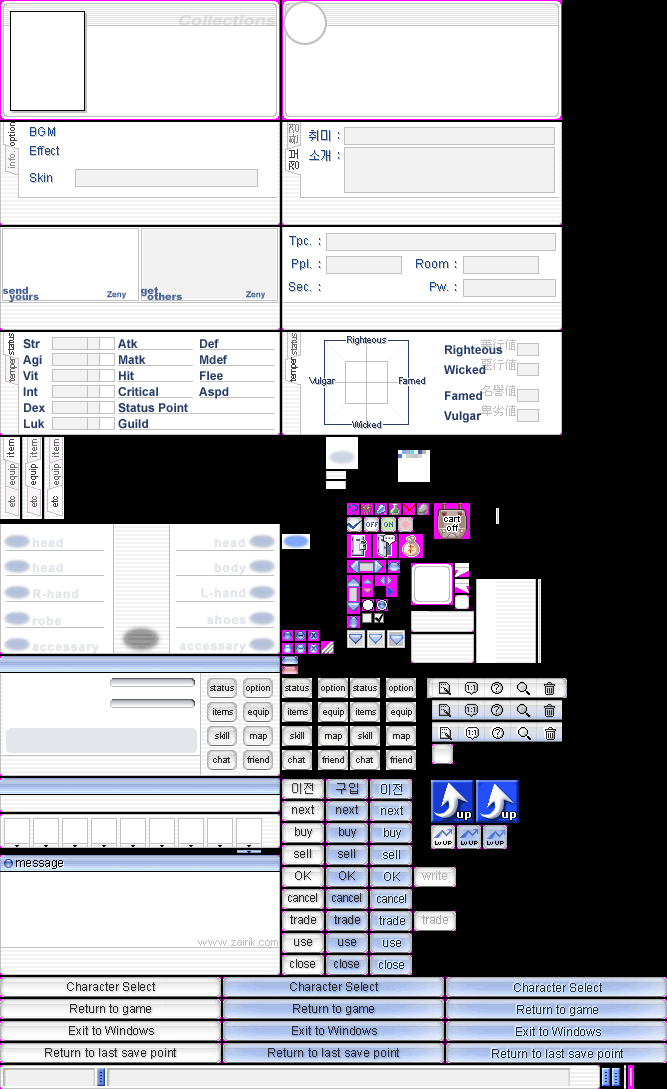 Collections
BGM
Effect
Skin
option
info.
정보
취미 :
소개 :
send
yours
Zeny
get
others
Zeny
Tpc. :
Ppl. :
Room :
Sec. :
Pw. :
status
temper
Str
Agi
Vit
Int
Dex
Luk
Atk
Matk
Hit
Critical
Status Point
Guild
Def
Mdef
Flee
Aspd
status
temper
Righteous
Vulgar
Famed
Wicked
Righteous 善行値
Wicked 惡行値
Famed 名聲値
Vulgar 卑劣値
item
equip
etc
item
equip
etc
item
equip
etc
OFF
ON
cart
off
head
head
head
body
R-hand
L-hand
robe
shoes
accessary
accessary
status option status option status option
items equip items equip items equip
skill map skill map skill map
chat friend chat friend chat friend
1:1
1:1
1:1
이전 구입 이전
next next next
buy buy buy
sell sell sell
OK OK OK write
cancel cancel cancel
trade trade trade trade
use use use
close close close
up up
Lv UP Lv UP Lv UP
message
www.zairik.com
Character Select Character Select Character Select
Return to game Return to game Return to game
Exit to Windows Exit to Windows Exit to Windows
Return to last save point Return to last save point Return to last save point